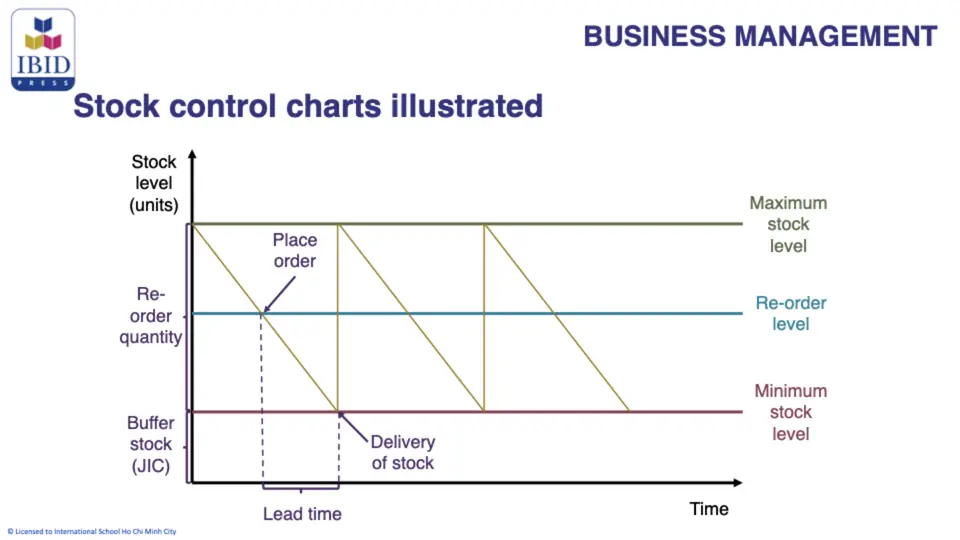 IBID
PRESS
BUSINESS MANAGEMENT
Stock control charts illustrated
Stock
level
(units)
Maximum
stock
level
Place
order
Re-
order
quantity
Re-order
level
Minimum
stock
level
Buffer
stock
(JIC)
Delivery
of stock
Lead time
Time
© Licensed to International School Ho Chi Minh City